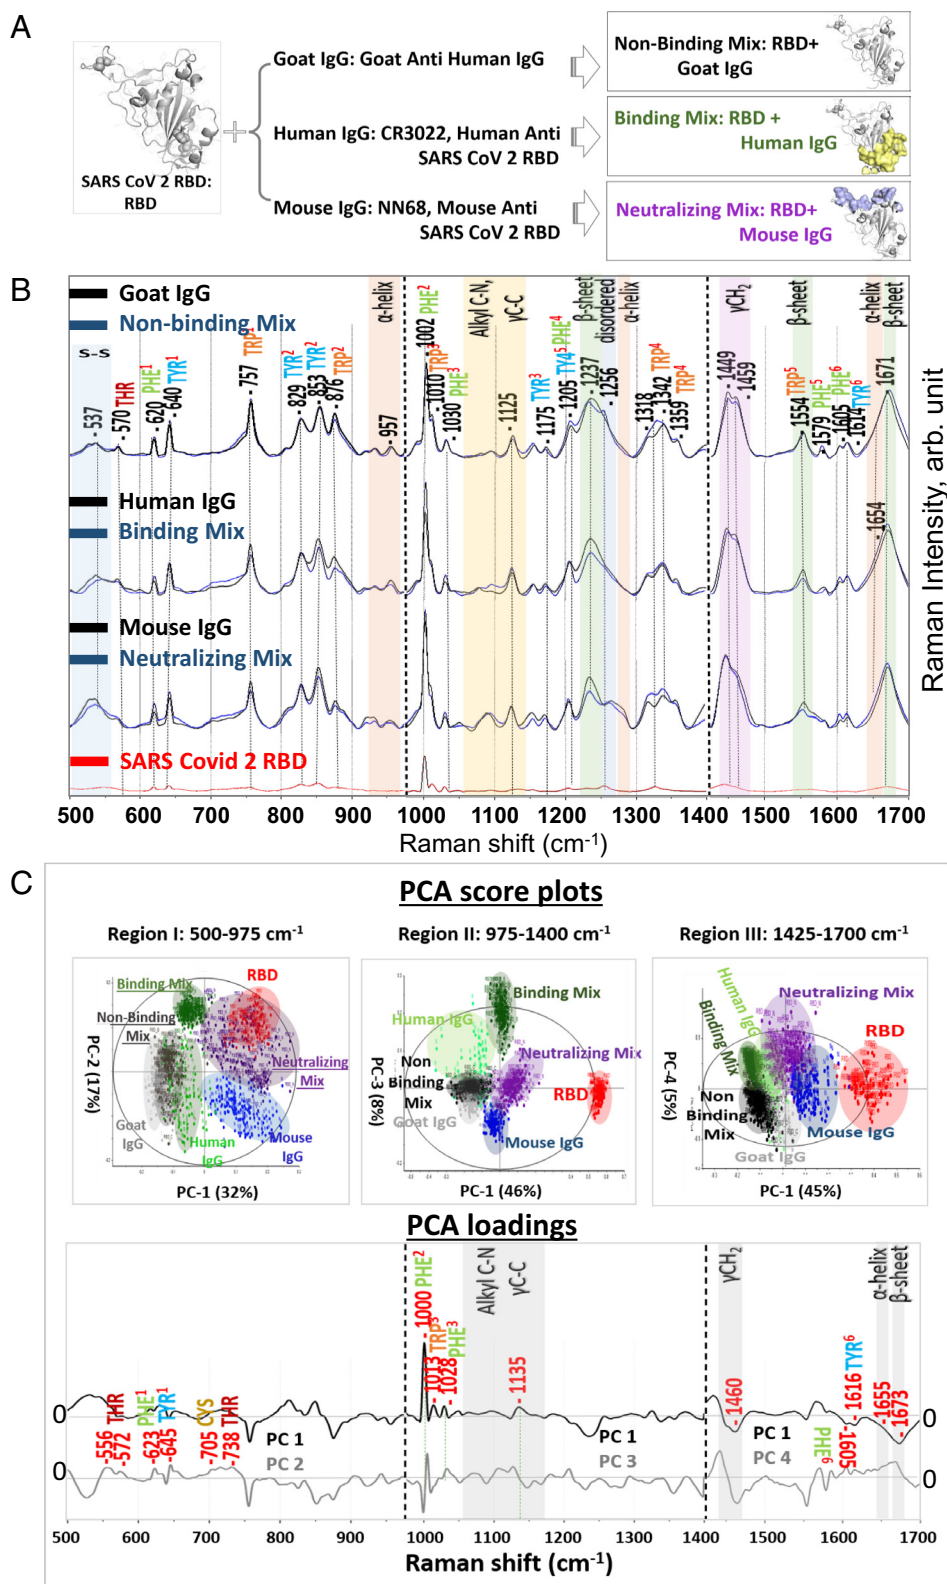 A
SARS CoV 2 RBD:
RBD
Goat IgG: Goat Anti Human IgG
Human IgG: CR3022, Human Anti
SARS CoV 2 RBD
Mouse IgG: NN68, Mouse Anti
SARS CoV 2 RBD
Non-Binding Mix: RBD+
Goat IgG
Binding Mix: RBD +
Human IgG
Neutralizing Mix: RBD+
Mouse IgG
B
Goat IgG
Non-binding Mix
S-S
537
570 THR
620 PHE1
640 TYR1
757 TRP1
829 TYR2
853 TYR2
876 TRP2
α-helix
957
1002 PHE2
1010 TRP3
1030 PHE3
Alkyl C-N,
γC-C
1125
1175 TYR3
1205 TY4, PHE4
β-sheet
1237
disordered
1256
α-helix
1318
1342 TRP4
1359 TRP4
γCH2
1449
1459
β-sheet
1554 TRP5
1579 PHE5
1605 PHE6
1614 TYR6
α-helix
β-sheet
1671
1654
Human IgG
Binding Mix
Mouse IgG
Neutralizing Mix
SARS Covid 2 RBD
Raman Intensity, arb. unit
500 600 700 800 900 1000 1100 1200 1300 1400 1500 1600 1700
Raman shift (cm-1)
C
PCA score plots
Region I: 500-975 cm-1
Region II: 975-1400 cm-1
Region III: 1425-1700 cm-1
Binding Mix
RBD
Non-Binding
Mix
Neutralizing
Mix
Goat
IgG
Human
IgG
Mouse
IgG
PC-2 (17%)
PC-1 (32%)
Binding Mix
Human IgG
Non
Binding
Mix
Neutralizing Mix
RBD
Goat IgG
Mouse IgG
PC-3 (8%)
PC-1 (46%)
Human IgG
Neutralizing Mix
Binding Mix
RBD
Non
Binding
Mix
Mouse IgG
Goat IgG
PC-4 (5%)
PC-1 (45%)
PCA loadings
0
0
556
572 THR
623 PHE1
645 TYR1
705 CYS
738 THR
PC 1
PC 2
1000 PHE2
1013 TRP3
1028 PHE3
Alkyl C-N
γC-C
1135
PC 1
PC 3
γCH2
1460
PC 1
PC 4
PHE6
1605
1616 TYR6
α-helix
1655
β-sheet
1673
0
500 600 700 800 900 1000 1100 1200 1300 1400 1500 1600 1700
Raman shift (cm-1)